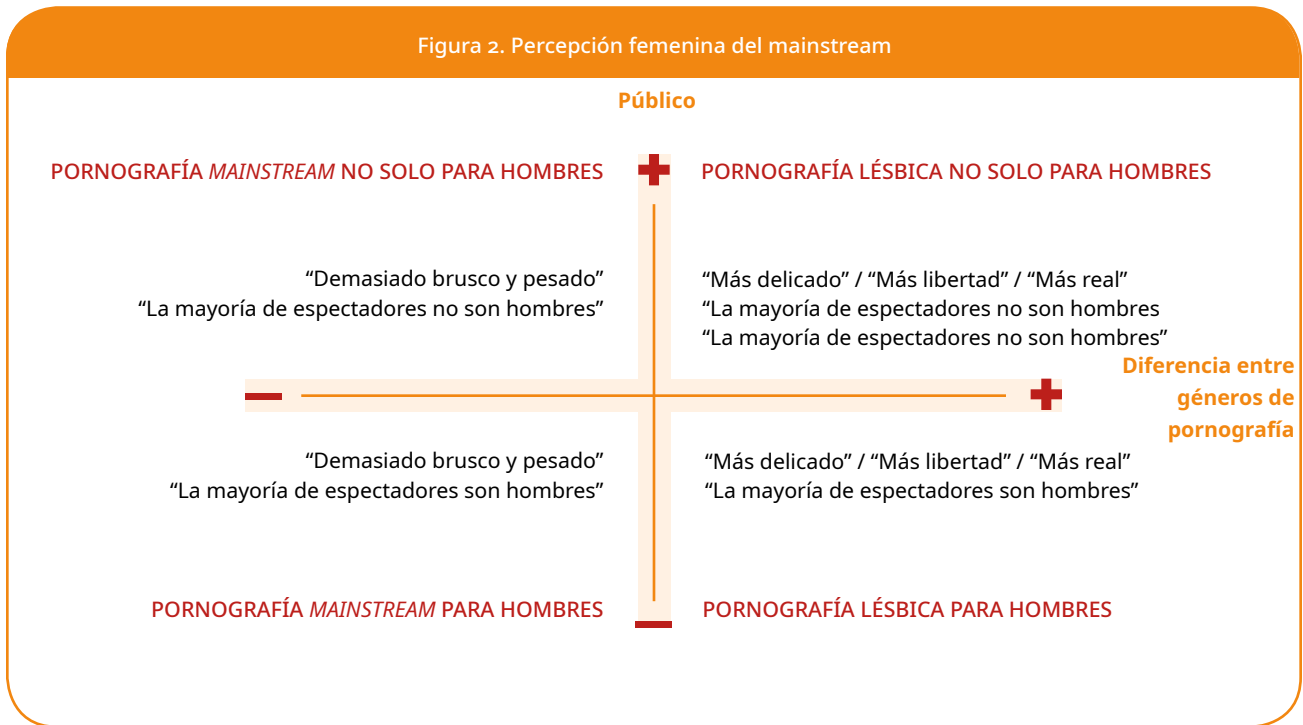 Figura 2. Percepción femenina del mainstream
Público
PORNOGRAFÍA MAINSTREAM NO SOLO PARA HOMBRES
PORNOGRAFÍA LÉSBICA NO SOLO PARA HOMBRES
“Demasiado brusco y pesado”
“La mayoría de espectadores no son hombres”
“Más delicado” / “Más libertad” / “Más real”
“La mayoría de espectadores no son hombres
“La mayoría de espectadores no son hombres”
Diferencia entre
géneros de
pornografía
“Demasiado brusco y pesado”
“La mayoría de espectadores son hombres”
“Más delicado” / “Más libertad” / “Más real”
“La mayoría de espectadores son hombres”
PORNOGRAFÍA MAINSTREAM PARA HOMBRES
PORNOGRAFÍA LÉSBICA PARA HOMBRES